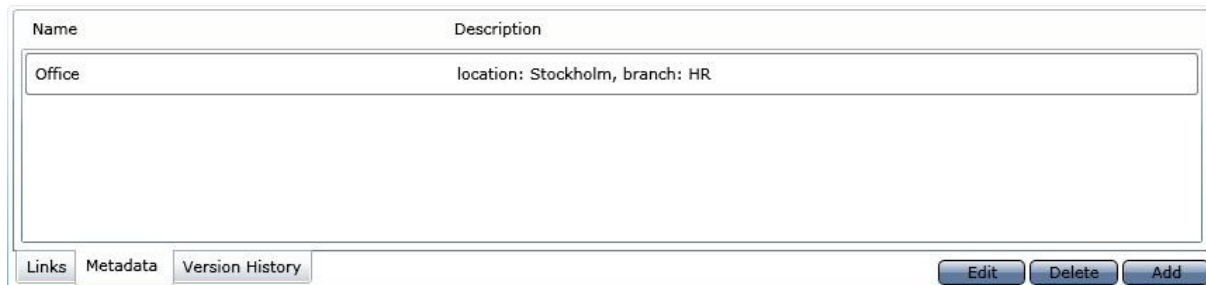 Name Description
Office location: Stockholm, branch: HR
Links Metadata Version History Edit Delete Add